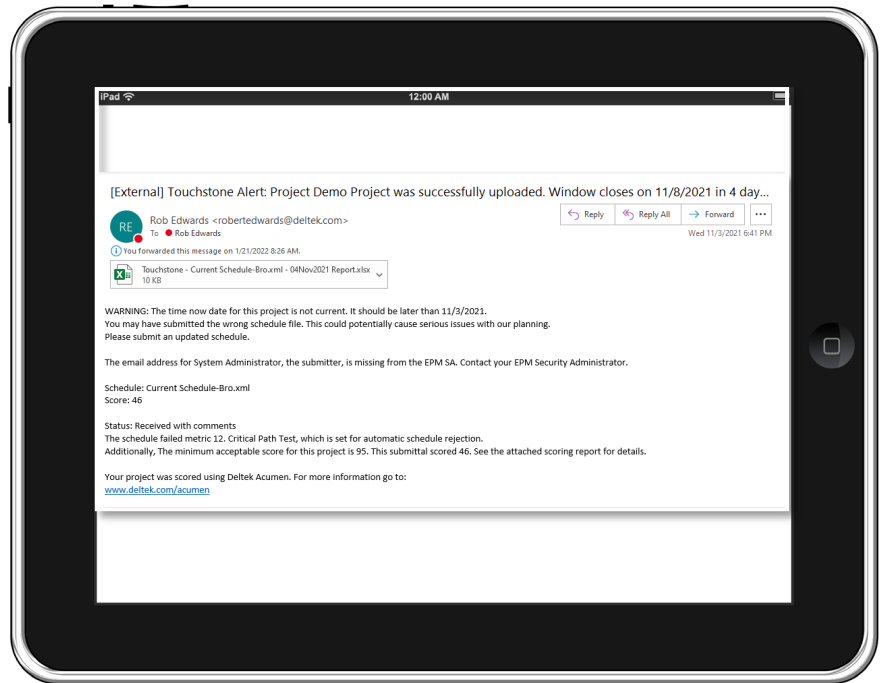 iPad 12:00 AM
[External] Touchstone Alert: Project Demo Project was successfully uploaded. Window closes on 11/8/2021 in 4 day...
RE
Rob Edwards <robertedwards@deltek.com>
Reply Reply All Forward ...
To Rob Edwards
Wed 11/3/2021 6:41 PM
You forwarded this message on 1/21/2022 8:26 AM.
Touchstone - Current Schedule-Bro.xml - 04Nov2021 Report.xlsx
10 KB
WARNING: The time now date for this project is not current. It should be later than 11/3/2021.
You may have submitted the wrong schedule file. This could potentially cause serious issues with our planning.
Please submit an updated schedule.
The email address for System Administrator, the submitter, is missing from the EPM SA. Contact your EPM Security Administrator.
Schedule: Current Schedule-Bro.xml
Score: 46
Status: Received with comments
The schedule failed metric 12. Critical Path Test, which is set for automatic schedule rejection.
Additionally, The minimum acceptable score for this project is 95. This submittal scored 46. See the attached scoring report for details.
Your project was scored using Deltek Acumen. For more information go to:
www.deltek.com/acumen